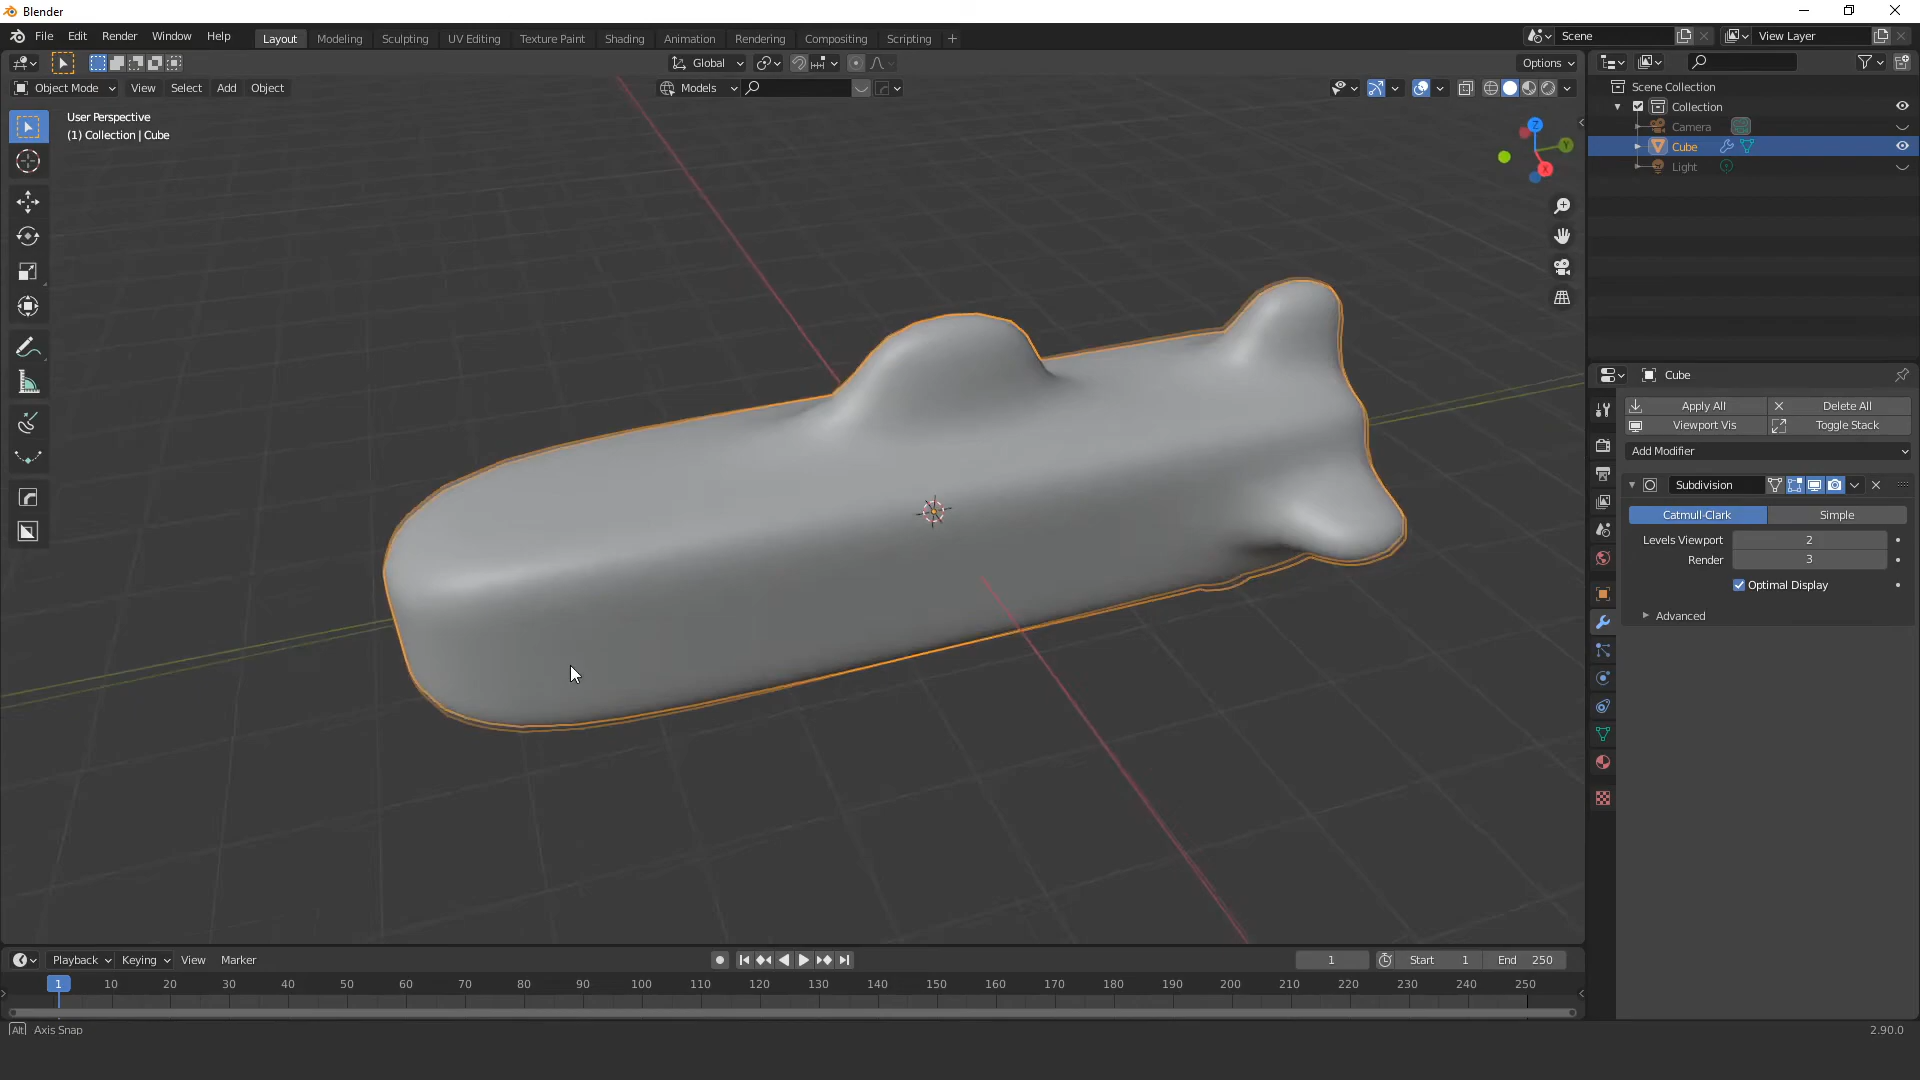 Blender
File Edit Render Window Help
Layout Modeling Sculpting UV Editing Texture Paint Shading Animation Rendering Compositing Scripting +
Scene
View Layer
Global
Options
Object Mode View Select Add Object
Models
User Perspective
(1) Collection | Cube
Z
Y
X
Scene Collection
Collection
Camera
Cube
Light
Cube
Apply All
Delete All
Viewport Vis
Toggle Stack
Add Modifier
Subdivision
Catmull-Clark
Simple
Levels Viewport 2
Render 3
Optimal Display
Advanced
Playback Keying View Marker
1
Start 1
End 250
1 10 20 30 40 50 60 70 80 90 100 110 120 130 140 150 160 170 180 190 200 210 220 230 240 250
Alt Axis Snap
2.90.0